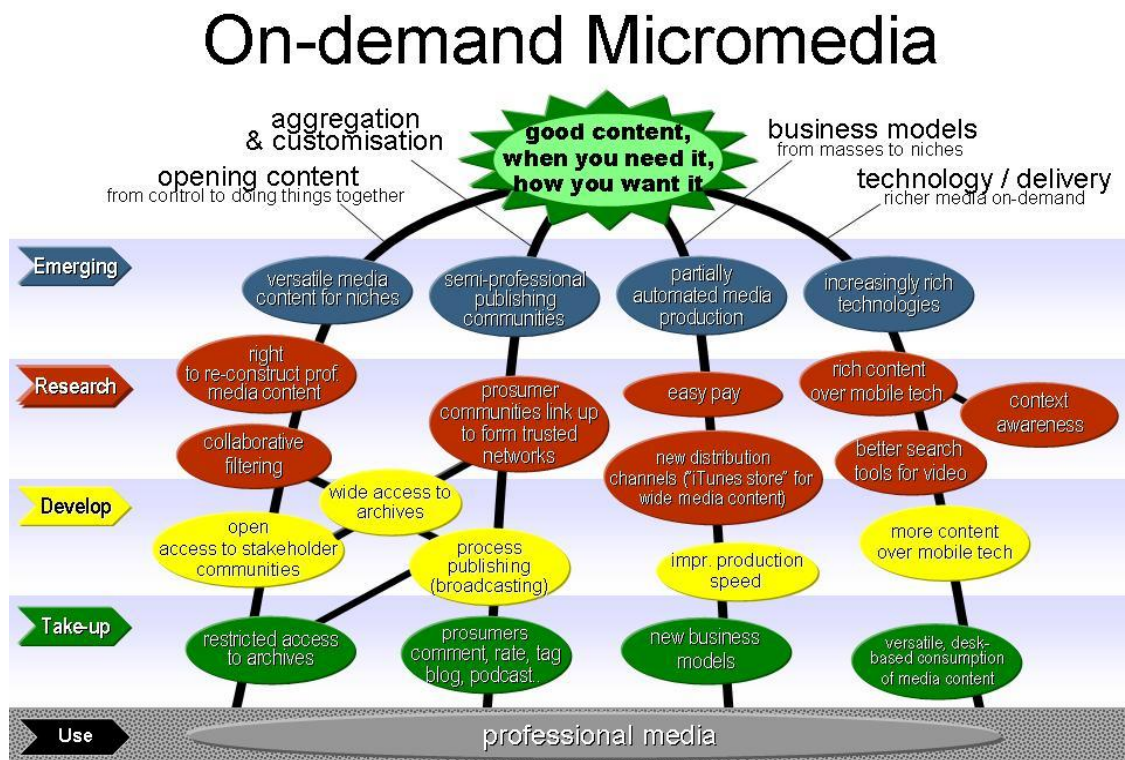 On-demand Micromedia
aggregation
& customisation
good content,
when you need it,
how you want it
business models
from masses to niches
opening content
from control to doing things together
technology / delivery
richer media on-demand
Emerging
versatile media
content for niches
semi-professional
publishing
communities
partially
automated media
production
increasingly rich
technologies
Research
right
to re-construct prof.
media content
prosumer
communities link up
to form trusted
networks
easy pay
rich content
over mobile tech.
context
awareness
collaborative
filtering
new distribution
channels ("iTunes store" for
wide media content)
better search
tools for video
Develop
wide access to
archives
open
access to stakeholder
communities
process
publishing
(broadcasting)
impr. production
speed
more content
over mobile tech
Take-up
restricted access
to archives
prosumers
comment, rate, tag
blog, podcast..
new business
models
versatile, desk-
based consumption
of media content
Use
professional media